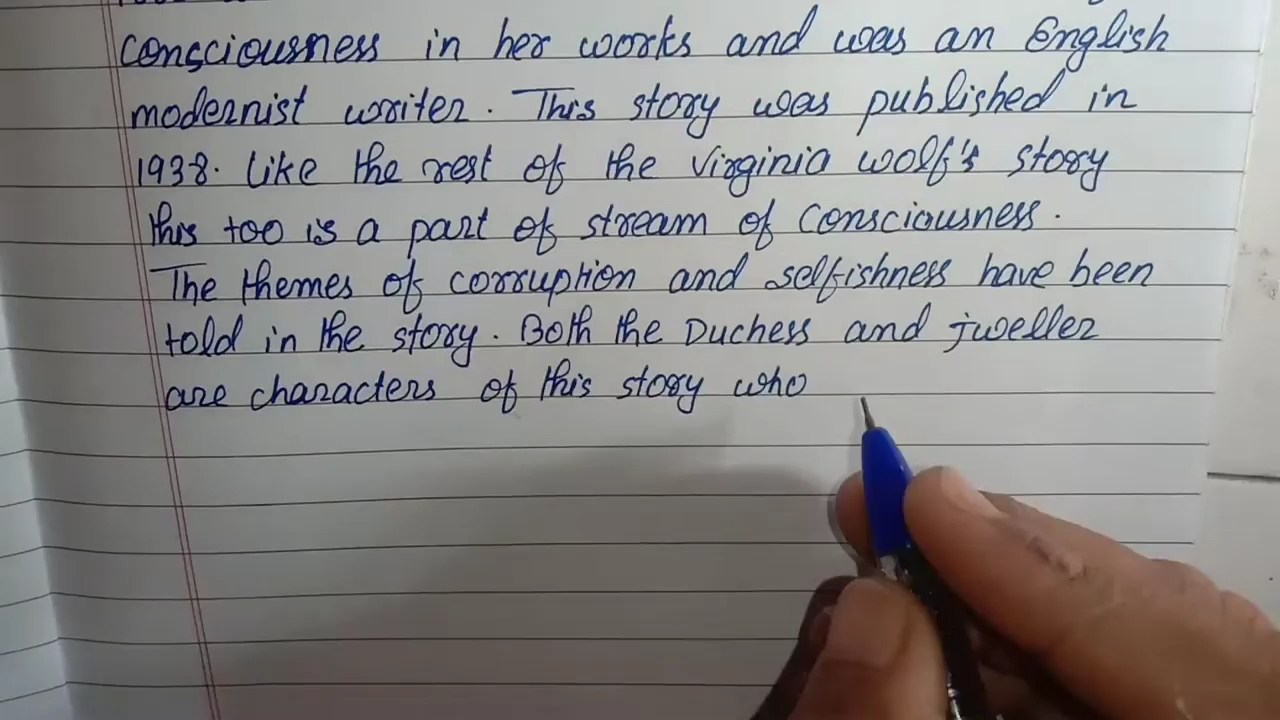 consciousness in her works and was an English
modernist writer. This story was published in
1938. Like the rest of the Virginia wolf's story
this too is a part of stream of consciousness.
The themes of corruption and selfishness have been
told in the story. Both the Duchess and jweller
are characters of this story who